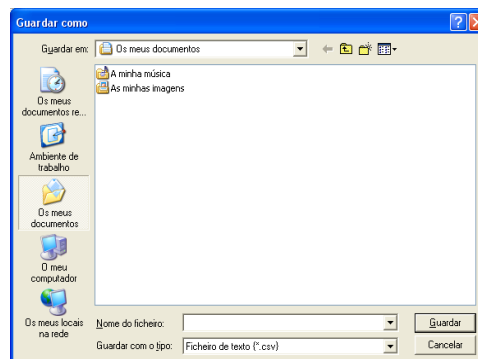 Guardar como
Guardar em:
Os meus documentos
A minha música
As minhas imagens
Os meus
documentos re...
Ambiente de
trabalho
Os meus
documentos
O meu
computador
Os meus locais
na rede
Nome do ficheiro:
Guardar
Guardar com o tipo:
Ficheiro de texto (*.csv)
Cancelar